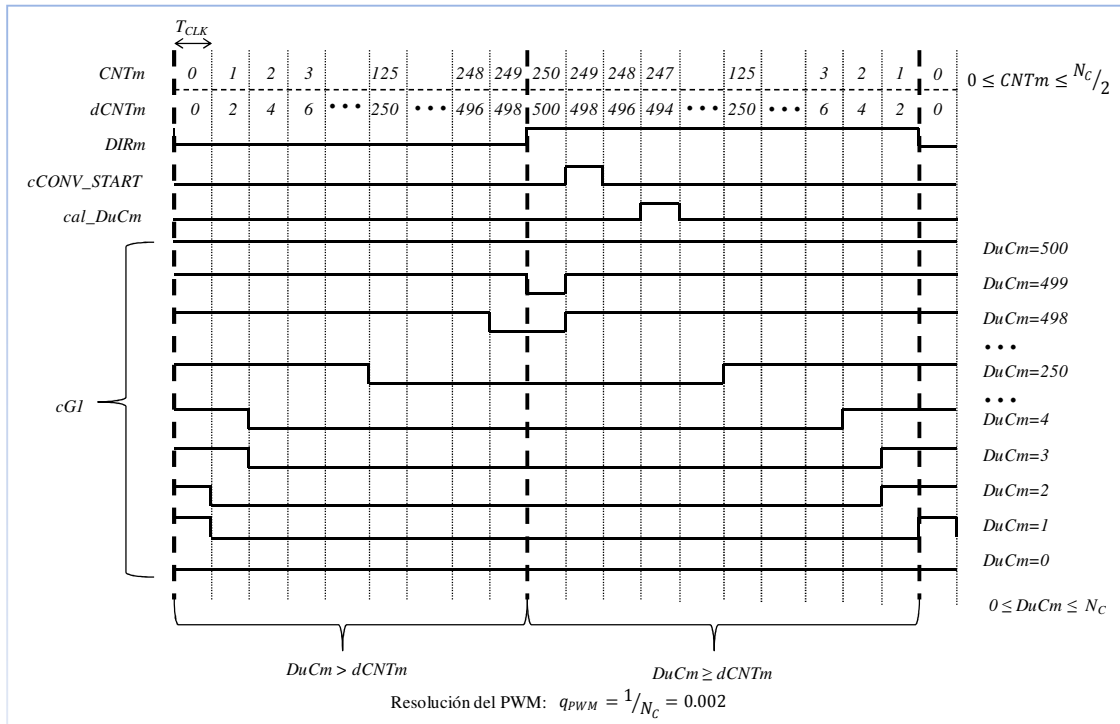 T_CLK
CNTm 0 1 2 3 125 248 249 250 249 248 247 125 3 2 1 0 0 ≤ CNTm ≤ N_C/2
dCNTm 0 2 4 6 ••• 250 ••• 496 498 500 498 496 494 ••• 250 ••• 6 4 2 0
DIRm
cCONV_START
cal_DuCm
DuCm=500
DuCm=499
DuCm=498
•••
DuCm=250
•••
cG1
DuCm=4
DuCm=3
DuCm=2
DuCm=1
DuCm=0
0 ≤ DuCm ≤ N_C
DuCm > dCNTm DuCm ≥ dCNTm
Resolución del PWM: q_PWM = 1/N_C = 0.002